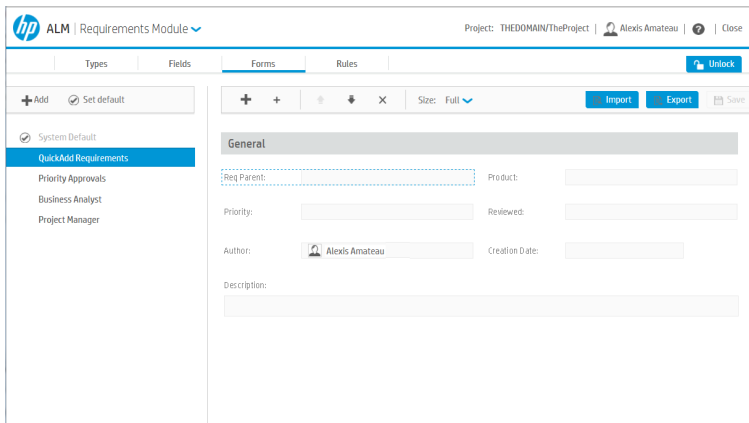 hp ALM | Requirements Module Project: THEDOMAIN/TheProject | Alexis Amateau | ? | Close
Types Fields Forms Rules Unlock
Add Set default Size: Full Import Export Save
System Default
General
QuickAdd Requirements
Req Parent: Product:
Priority Approvals
Business Analyst
Priority: Reviewed:
Project Manager
Author: Alexis Amateau Creation Date:
Description: